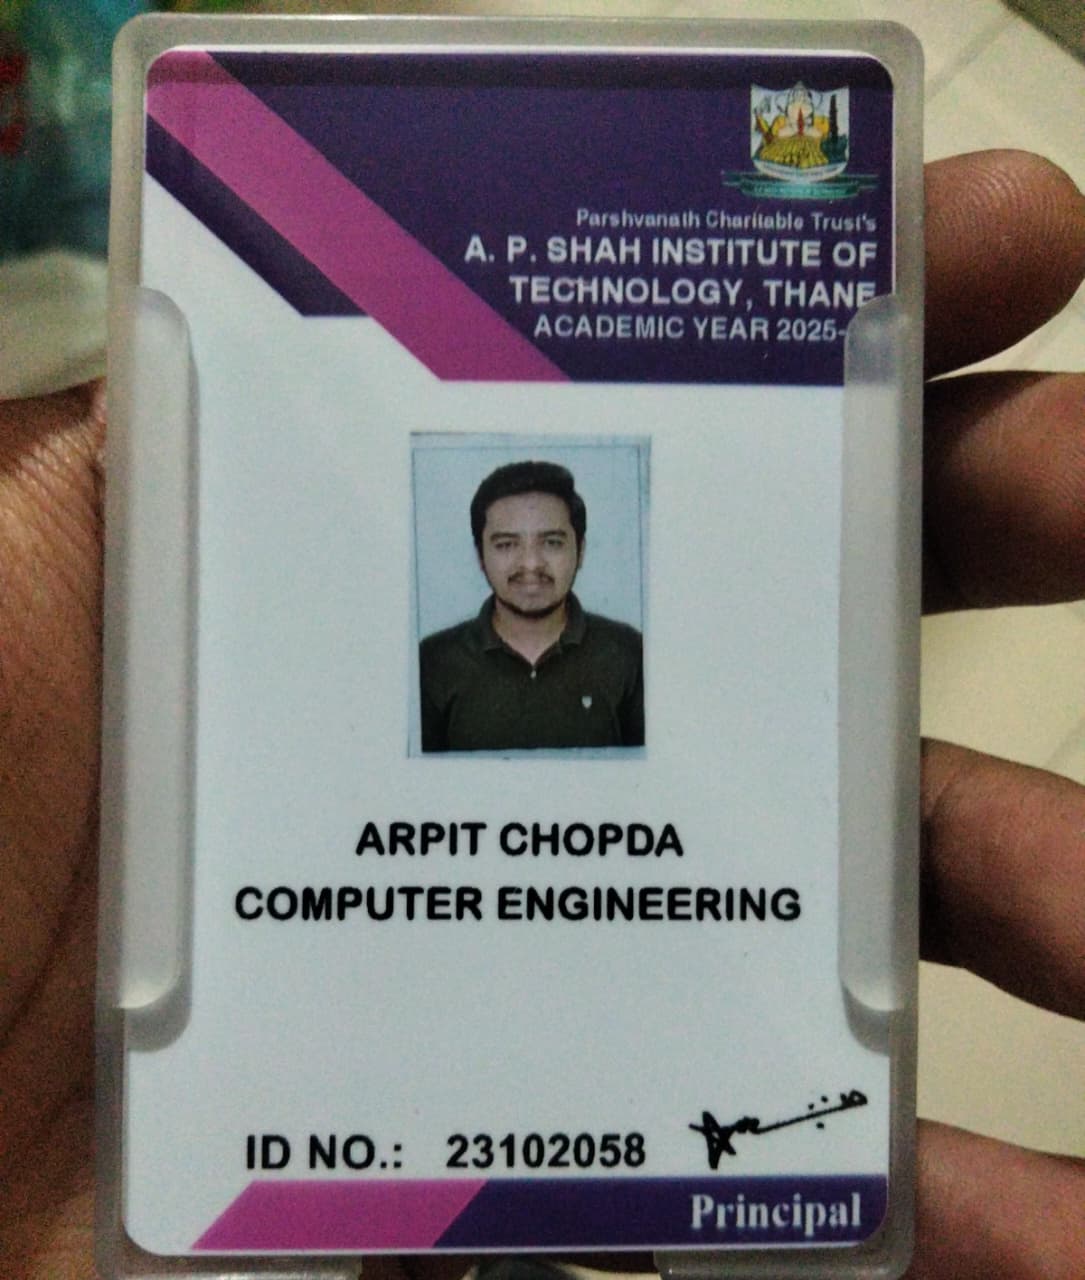 Parshvanath Charitable Trust's
A. P. SHAH INSTITUTE OF
TECHNOLOGY, THANE
ACADEMIC YEAR 2025-
ARPIT CHOPDA
COMPUTER ENGINEERING
ID NO.: 23102058
Principal